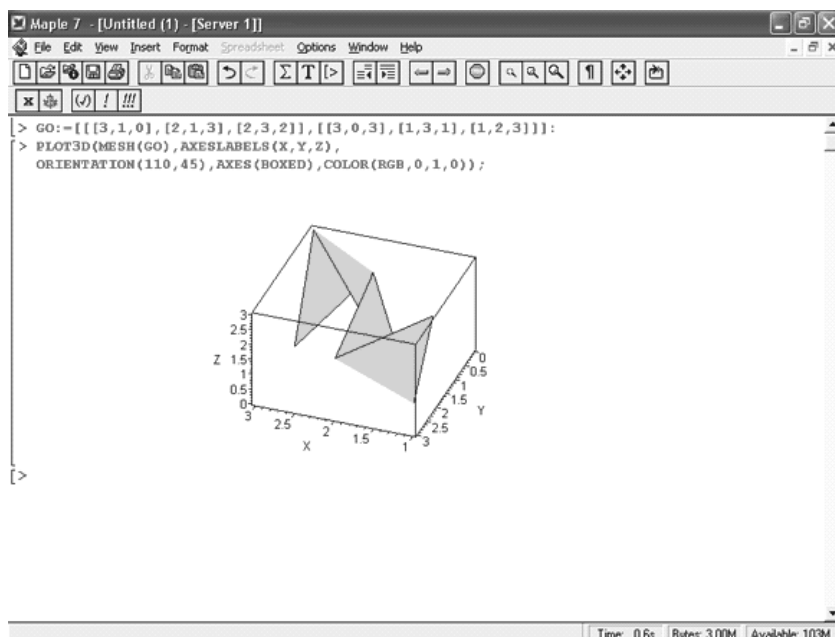 Maple 7 - [Untitled (1) - [Server 1]]
File Edit View Insert Format Spreadsheet Options Window Help
> GO:=[[[3,1,0],[2,1,3],[2,3,2]],[[3,0,3],[1,3,1],[1,2,3]]]:
> PLOT3D(MESH(GO),AXESLABELS(X,Y,Z),
ORIENTATION(110,45),AXES(BOXED),COLOR(RGB,0,1,0));
3
2.5
2
Z 1.5
1
0.5
0
3
2.5
2
1.5
1
X
0
0.5
1
1.5
2
2.5
3
Y
>
Time: 0.6s Bytes: 3.00M Available: 103M